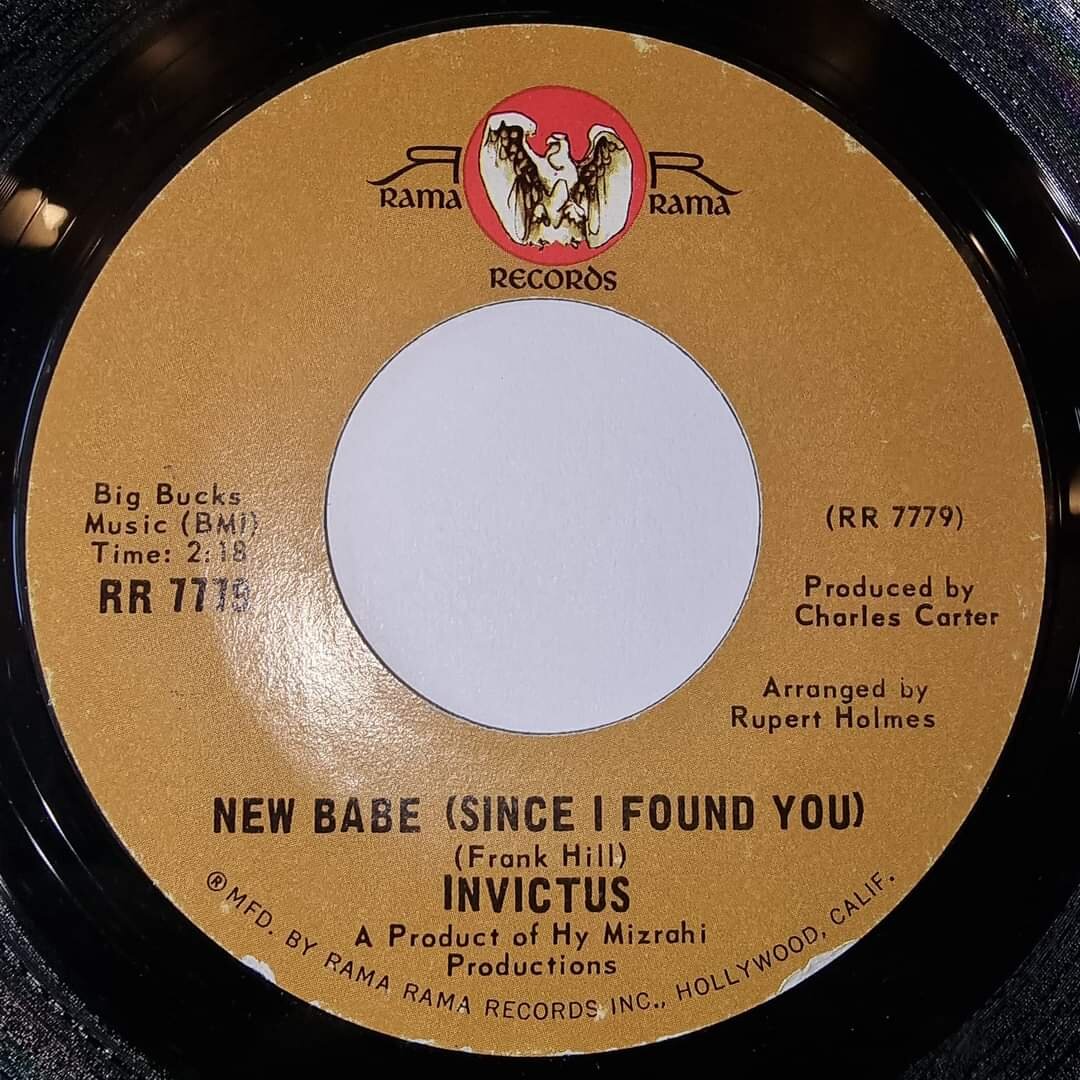 R R
RAMA RAMA
RECORDS
Big Bucks
Music (BMI)
Time: 2:18
RR 7779
(RR 7779)
Produced by
Charles Carter
Arranged by
Rupert Holmes
NEW BABE (SINCE I FOUND YOU)
(Frank Hill)
INVICTUS
A Product of Hy Mizrahi
Productions
® MFD. BY RAMA RAMA RECORDS INC., HOLLYWOOD, CALIF.